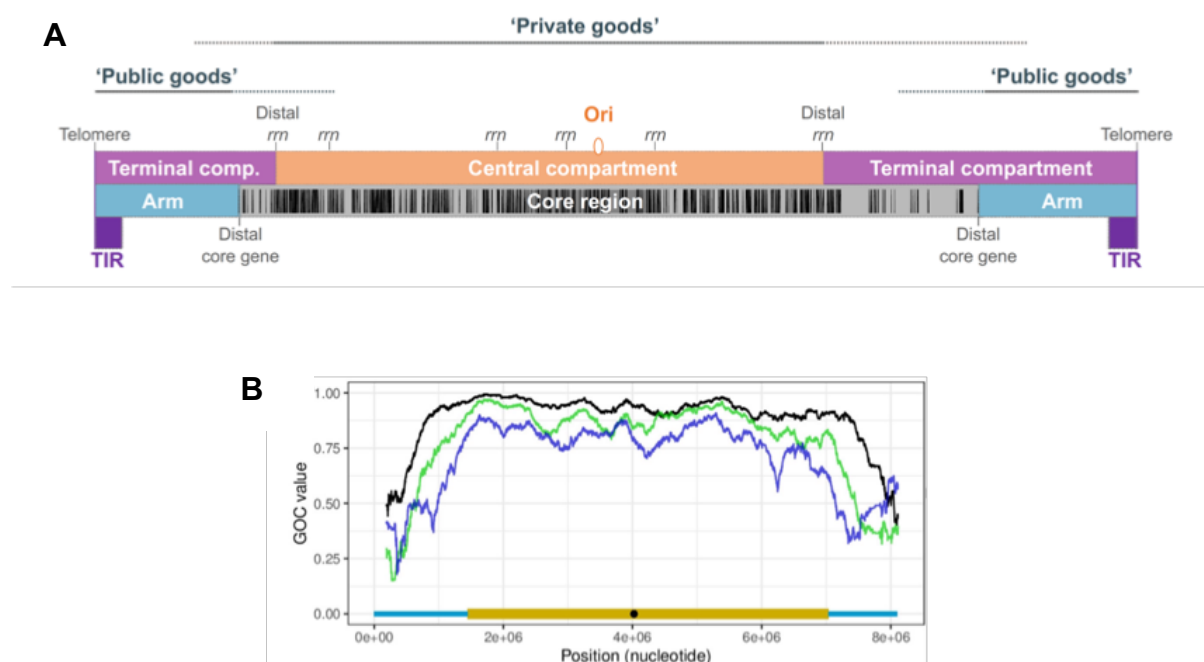 A
'Private goods'
'Public goods'
'Public goods'
Distal
Ori
Distal
Telomere
rrn
rrn
rrn
rrn
rrn
rrn
Telomere
Terminal comp.
Central compartment
Terminal compartment
Arm
Core region
Arm
TIR
Distal
core gene
Distal
core gene
TIR
B
1.00
0.75
0.50
0.25
0.00
GOC value
0e+00
2e+06
4e+06
6e+06
8e+06
Position (nucleotide)